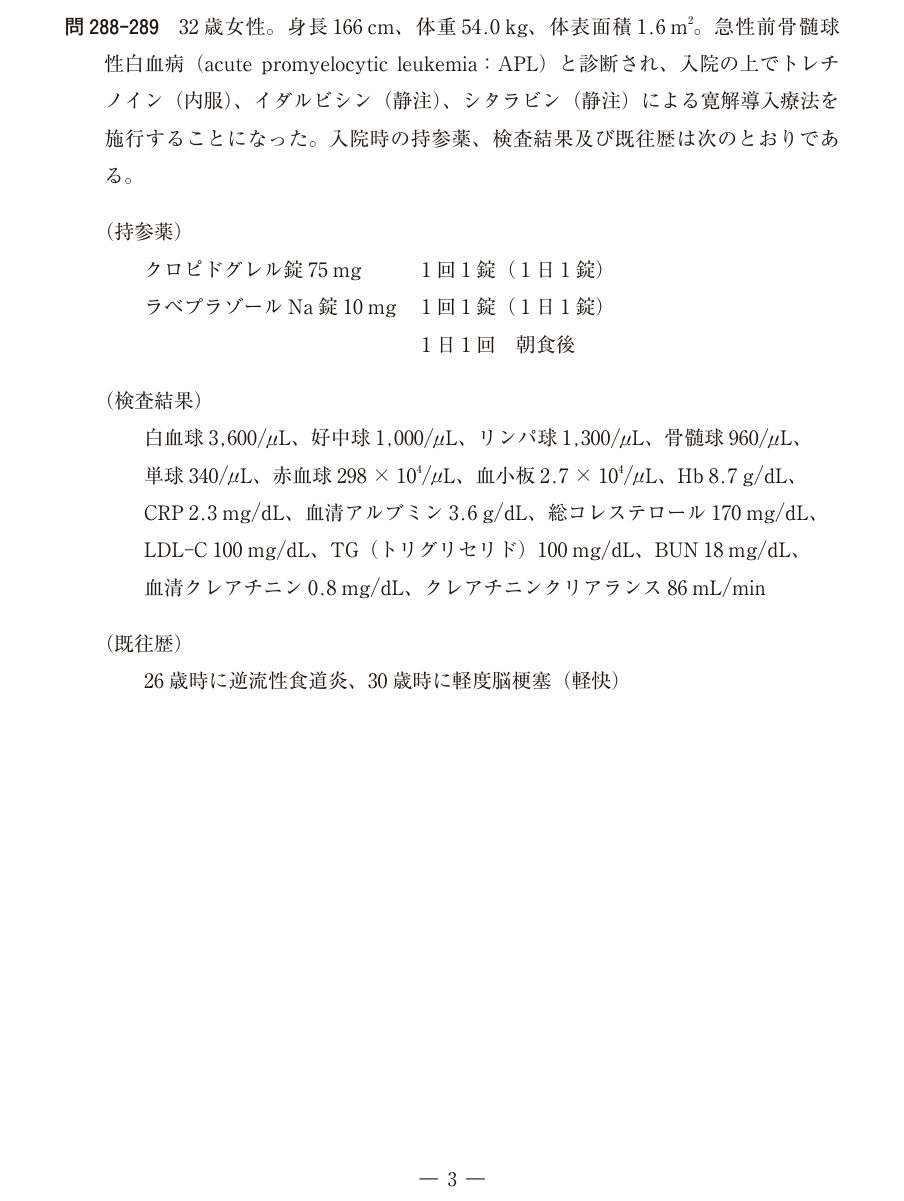 問 288-289 32 歳女性。身長 166 cm、体重 54.0 kg、体表面積 1.6 m²。急性前骨髄球
性白血病（acute promyelocytic leukemia：APL）と診断され、入院の上でトレチ
ノイン（内服）、イダルビシン（静注）、シタラビン（静注）による寛解導入療法を
施行することになった。入院時の持参薬、検査結果及び既往歴は次のとおりであ
る。
（持参薬）
クロピドグレル錠 75 mg 1 回 1 錠（1 日 1 錠）
ラベプラゾール Na 錠 10 mg 1 回 1 錠（1 日 1 錠）
1 日 1 回 朝食後
（検査結果）
白血球 3,600/μL、好中球 1,000/μL、リンパ球 1,300/μL、骨髄球 960/μL、
単球 340/μL、赤血球 298 × 10⁴/μL、血小板 2.7 × 10⁴/μL、Hb 8.7 g/dL、
CRP 2.3 mg/dL、血清アルブミン 3.6 g/dL、総コレステロール 170 mg/dL、
LDL-C 100 mg/dL、TG（トリグリセリド）100 mg/dL、BUN 18 mg/dL、
血清クレアチニン 0.8 mg/dL、クレアチニンクリアランス 86 mL/min
（既往歴）
26 歳時に逆流性食道炎、30 歳時に軽度脳梗塞（軽快）
― 3 ―